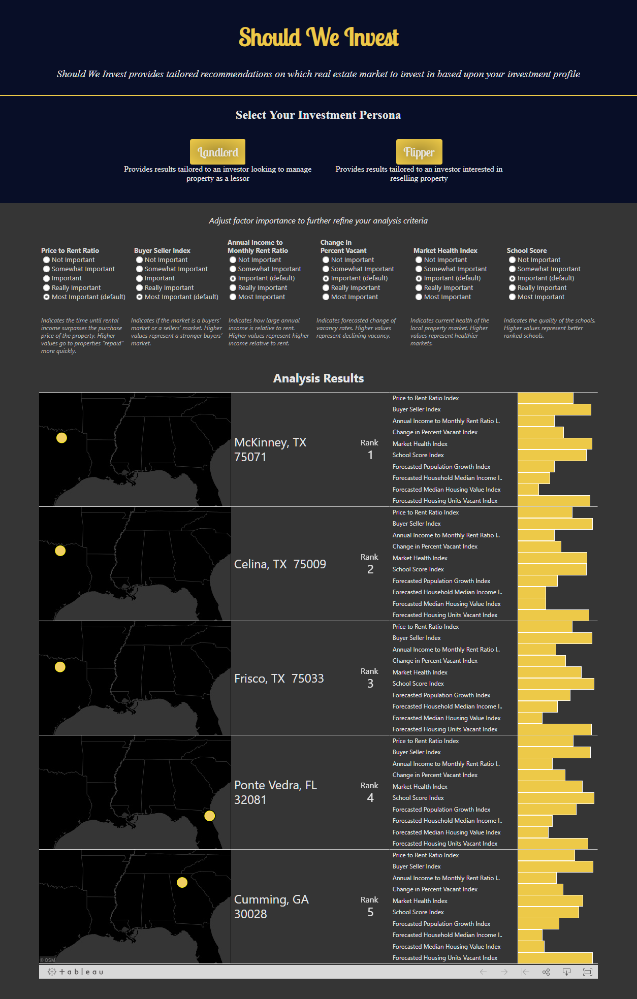 Should We Invest
Should We Invest provides tailored recommendations on which real estate market to invest in based upon your investment profile
Select Your Investment Persona
Landlord
Provides results tailored to an investor looking to manage
property as a lessor
Flipper
Provides results tailored to an investor interested in
reselling property
Adjust factor importance to further refine your analysis criteria
Price to Rent Ratio
Not Important
Somewhat Important
Important
Really Important
Most Important (default)
Indicates the time until rental
income surpasses the purchase
price of the property. Higher
values go to properties "repaid"
more quickly.
Buyer Seller Index
Not Important
Somewhat Important
Important
Really Important
Most Important (default)
Indicates if the market is a buyers'
market or a sellers' market. Higher
values represent a stronger buyers'
market.
Annual Income to
Monthly Rent Ratio
Not Important
Somewhat Important
Important (default)
Really Important
Most Important
Indicates how large annual
income is relative to rent.
Higher values represent higher
income relative to rent.
Change in
Percent Vacant
Not Important
Somewhat Important
Important (default)
Really Important
Most Important
Indicates forecasted change of
vacancy rates. Higher values
represent declining vacancy.
Market Health Index
Not Important
Somewhat Important
Important (default)
Really Important
Most Important
Indicates current health of the
local property market. Higher
values represent healthier
markets.
School Score
Not Important
Somewhat Important
Important (default)
Really Important
Most Important
Indicates the quality of the schools.
Higher values represent better
ranked schools.
Analysis Results
McKinney, TX
75071
Rank
1
Price to Rent Ratio Index
Buyer Seller Index
Annual Income to Monthly Rent Ratio I..
Change in Percent Vacant Index
Market Health Index
School Score Index
Forecasted Population Growth Index
Forecasted Household Median Income I..
Forecasted Median Housing Value Index
Forecasted Housing Units Vacant Index
Celina, TX 75009
Rank
2
Price to Rent Ratio Index
Buyer Seller Index
Annual Income to Monthly Rent Ratio I..
Change in Percent Vacant Index
Market Health Index
School Score Index
Forecasted Population Growth Index
Forecasted Household Median Income I..
Forecasted Median Housing Value Index
Forecasted Housing Units Vacant Index
Frisco, TX 75033
Rank
3
Price to Rent Ratio Index
Buyer Seller Index
Annual Income to Monthly Rent Ratio I..
Change in Percent Vacant Index
Market Health Index
School Score Index
Forecasted Population Growth Index
Forecasted Household Median Income I..
Forecasted Median Housing Value Index
Forecasted Housing Units Vacant Index
Ponte Vedra, FL
32081
Rank
4
Price to Rent Ratio Index
Buyer Seller Index
Annual Income to Monthly Rent Ratio I..
Change in Percent Vacant Index
Market Health Index
School Score Index
Forecasted Population Growth Index
Forecasted Household Median Income I..
Forecasted Median Housing Value Index
Forecasted Housing Units Vacant Index
Cumming, GA
30028
Rank
5
Price to Rent Ratio Index
Buyer Seller Index
Annual Income to Monthly Rent Ratio I..
Change in Percent Vacant Index
Market Health Index
School Score Index
Forecasted Population Growth Index
Forecasted Household Median Income I..
Forecasted Median Housing Value Index
Forecasted Housing Units Vacant Index
© OSM
+ableau